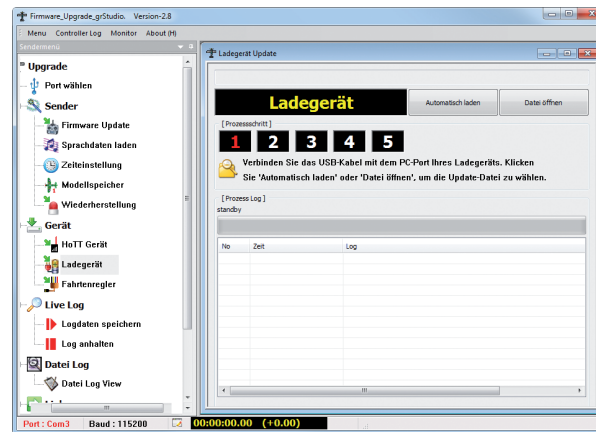 Firmware_Upgrade_grStudio. Version-2.8
Menu Controller Log Monitor About (H)
Sendermenü
Upgrade
Port wählen
Sender
Firmware Update
Sprachdaten laden
Zeiteinstellung
Modellspeicher
Wiederherstellung
Gerät
HoTT Gerät
Ladegerät
Fahrtenregler
Live Log
Logdaten speichern
Log anhalten
Datei Log
Datei Log View
Ladegerät Update
Ladegerät
Automatisch laden
Datei öffnen
[ Prozessschritt ]
1 2 3 4 5
Verbinden Sie das USB-Kabel mit dem PC-Port Ihres Ladegeräts. Klicken
Sie 'Automatisch laden' oder 'Datei öffnen', um die Update-Datei zu wählen.
[ Prozess Log ]
standby
No Zeit Log
Port : Com3 Baud : 115200 00:00:00.00 (+0.00)